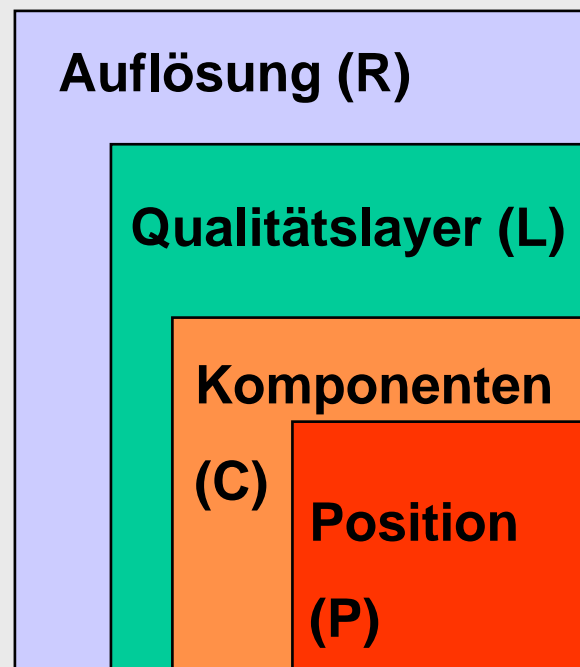 Auflösung (R)
Qualitätslayer (L)
Komponenten
(C)
Position
(P)